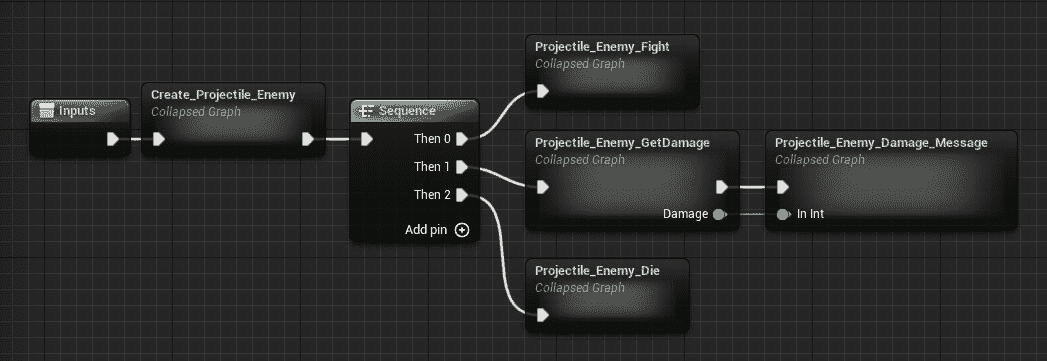 Inputs
Create_Projectile_Enemy
Collapsed Graph
Sequence
Then 0
Then 1
Then 2
Add pin
Projectile_Enemy_Fight
Collapsed Graph
Projectile_Enemy_GetDamage
Collapsed Graph
Damage
Projectile_Enemy_Damage_Message
Collapsed Graph
In Int
Projectile_Enemy_Die
Collapsed Graph